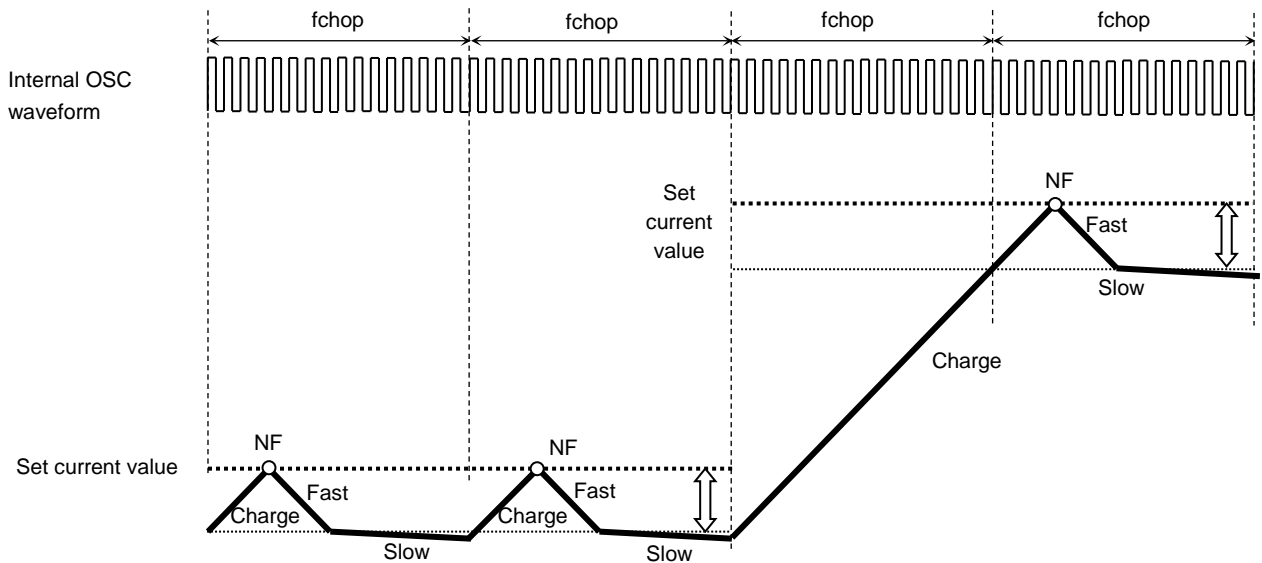 fchop
fchop
fchop
fchop
Internal OSC
waveform
NF
Set
current
value
Fast
Slow
Charge
NF
NF
Set current value
Fast
Fast
Charge
Charge
Slow
Slow